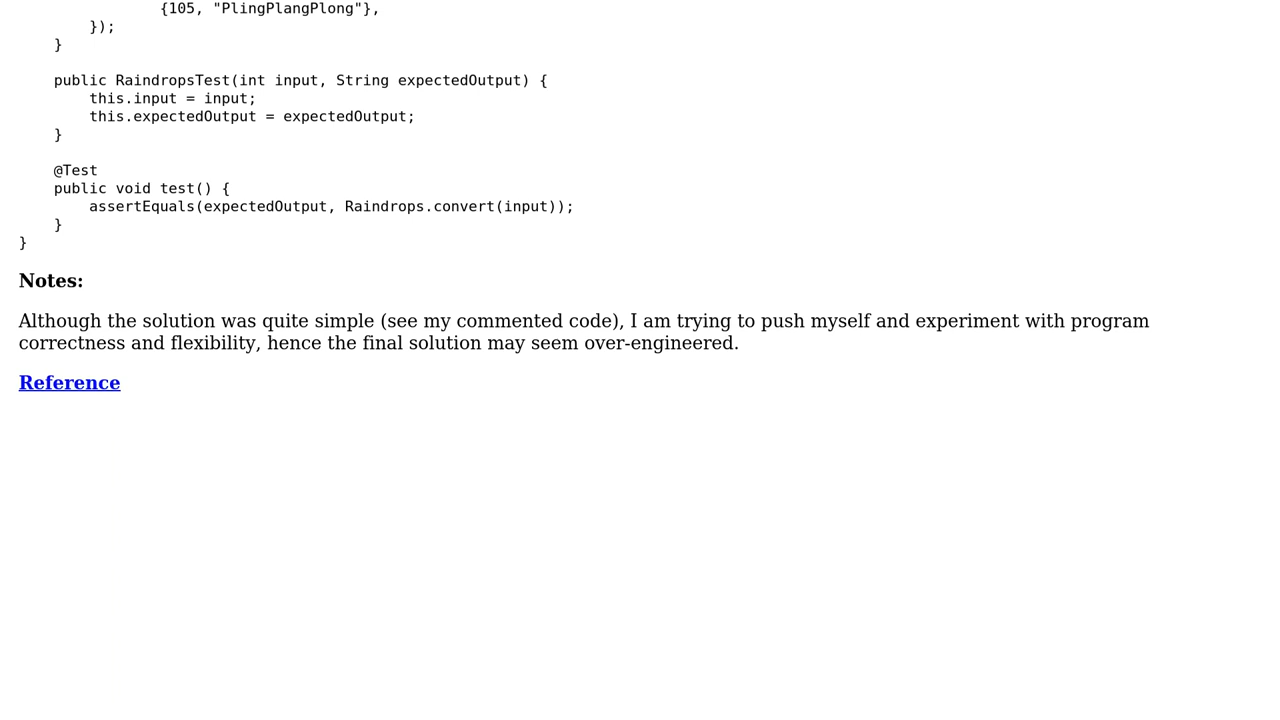 {105, "PlingPlangPlong"},
});
}
public RaindropsTest(int input, String expectedOutput) {
this.input = input;
this.expectedOutput = expectedOutput;
}
@Test
public void test() {
assertEquals(expectedOutput, Raindrops.convert(input));
}
}
Notes:
Although the solution was quite simple (see my commented code), I am trying to push myself and experiment with program
correctness and flexibility, hence the final solution may seem over-engineered.
Reference